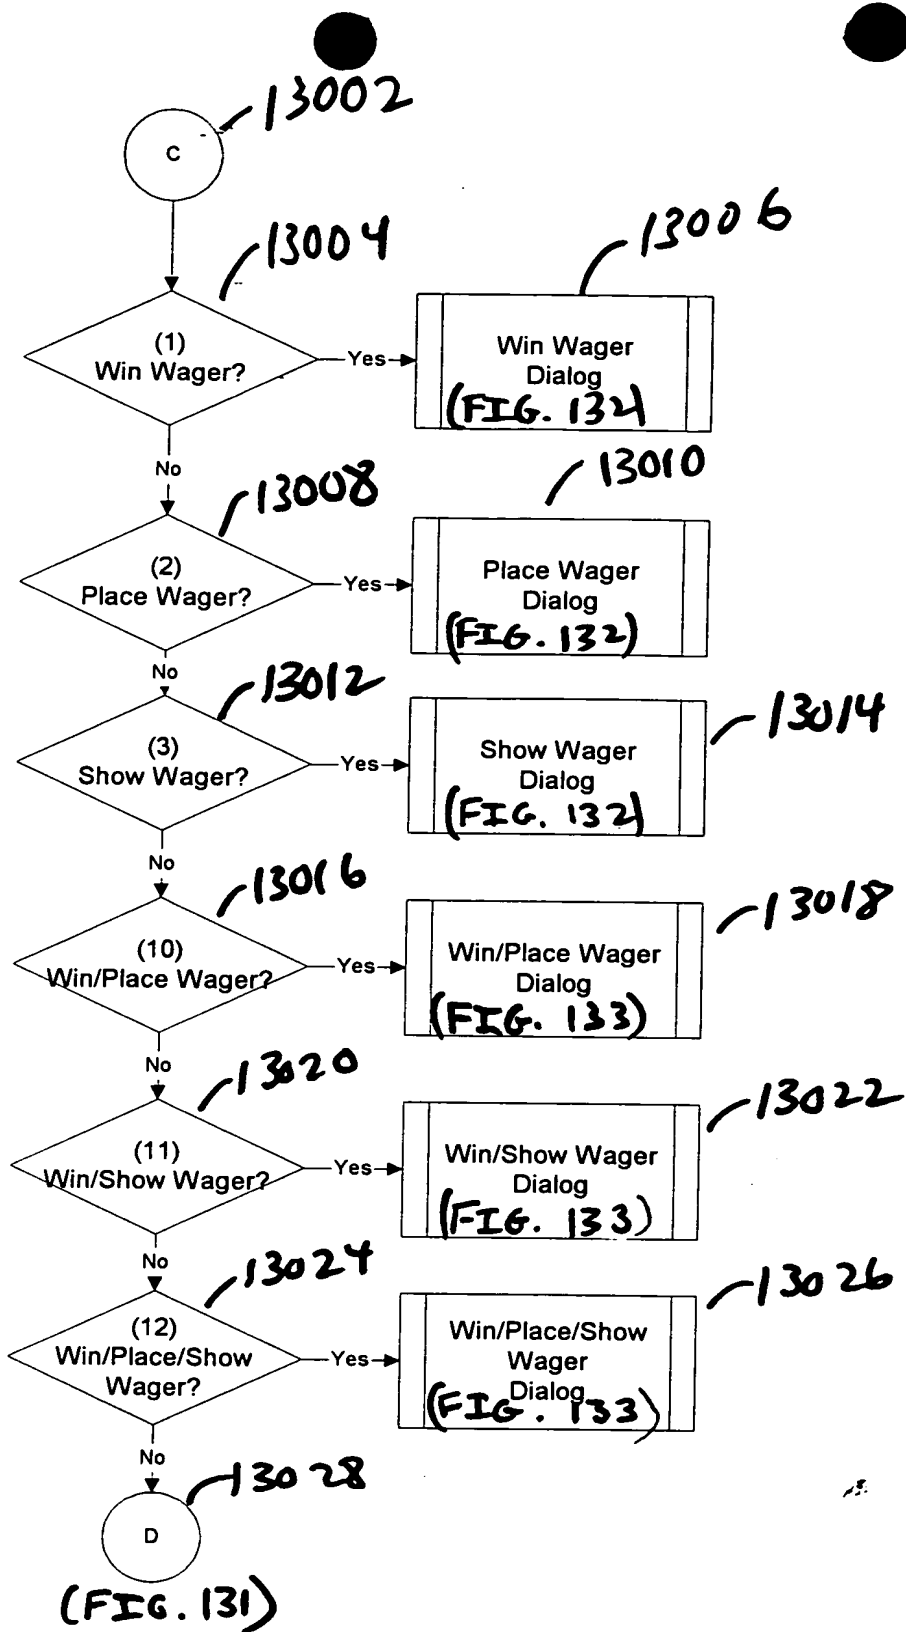 13002
C
13004
13006
(1)
Win Wager?
Yes
Win Wager
Dialog
(FIG. 132)
No
13008
13010
(2)
Place Wager?
Yes
Place Wager
Dialog
(FIG. 132)
No
13012
13014
(3)
Show Wager?
Yes
Show Wager
Dialog
(FIG. 132)
No
13016
13018
(10)
Win/Place Wager?
Yes
Win/Place Wager
Dialog
(FIG. 133)
No
13020
13022
(11)
Win/Show Wager?
Yes
Win/Show Wager
Dialog
(FIG. 133)
No
13024
13026
(12)
Win/Place/Show
Wager?
Yes
Win/Place/Show
Wager
Dialog
(FIG. 133)
No
13028
D
(FIG. 131)